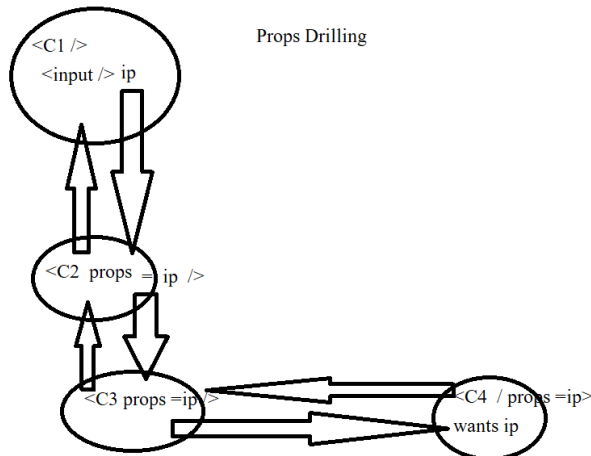 Props Drilling
<C1 />
<input /> ip
<C2 props = ip />
<C3 props =ip />
<C4 / props =ip>
wants ip